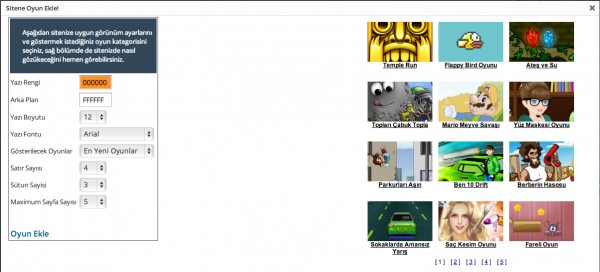 Sitene Oyun Ekle!
Aşağıdan sitenize uygun görünüm ayarlarını
ve göstermek istediğiniz oyun kategorisini
seçiniz, sağ bölümde de sitenizde nasıl
gözükeceğini hemen görebilirsiniz.
Yazı Rengi 000000
Arka Plan FFFFFF
Yazı Boyutu 12
Yazı Fontu Arial
Gösterilecek Oyunlar En Yeni Oyunlar
Satır Sayısı 4
Sütun Sayisi 3
Maximum Sayfa Sayısı 5
Oyun Ekle
Temple Run Flappy Bird Oyunu Ateş ve Su
Topları Çabuk Topla Mario Meyve Savaşı Yüz Maskesi Oyunu
Parkurları Aşın Ben 10 Drift Berberin Hasosu
Sokaklarda Amansız Yarış Saç Kesim Oyunu Fareli Oyun
[1] [2] [3] [4] [5]